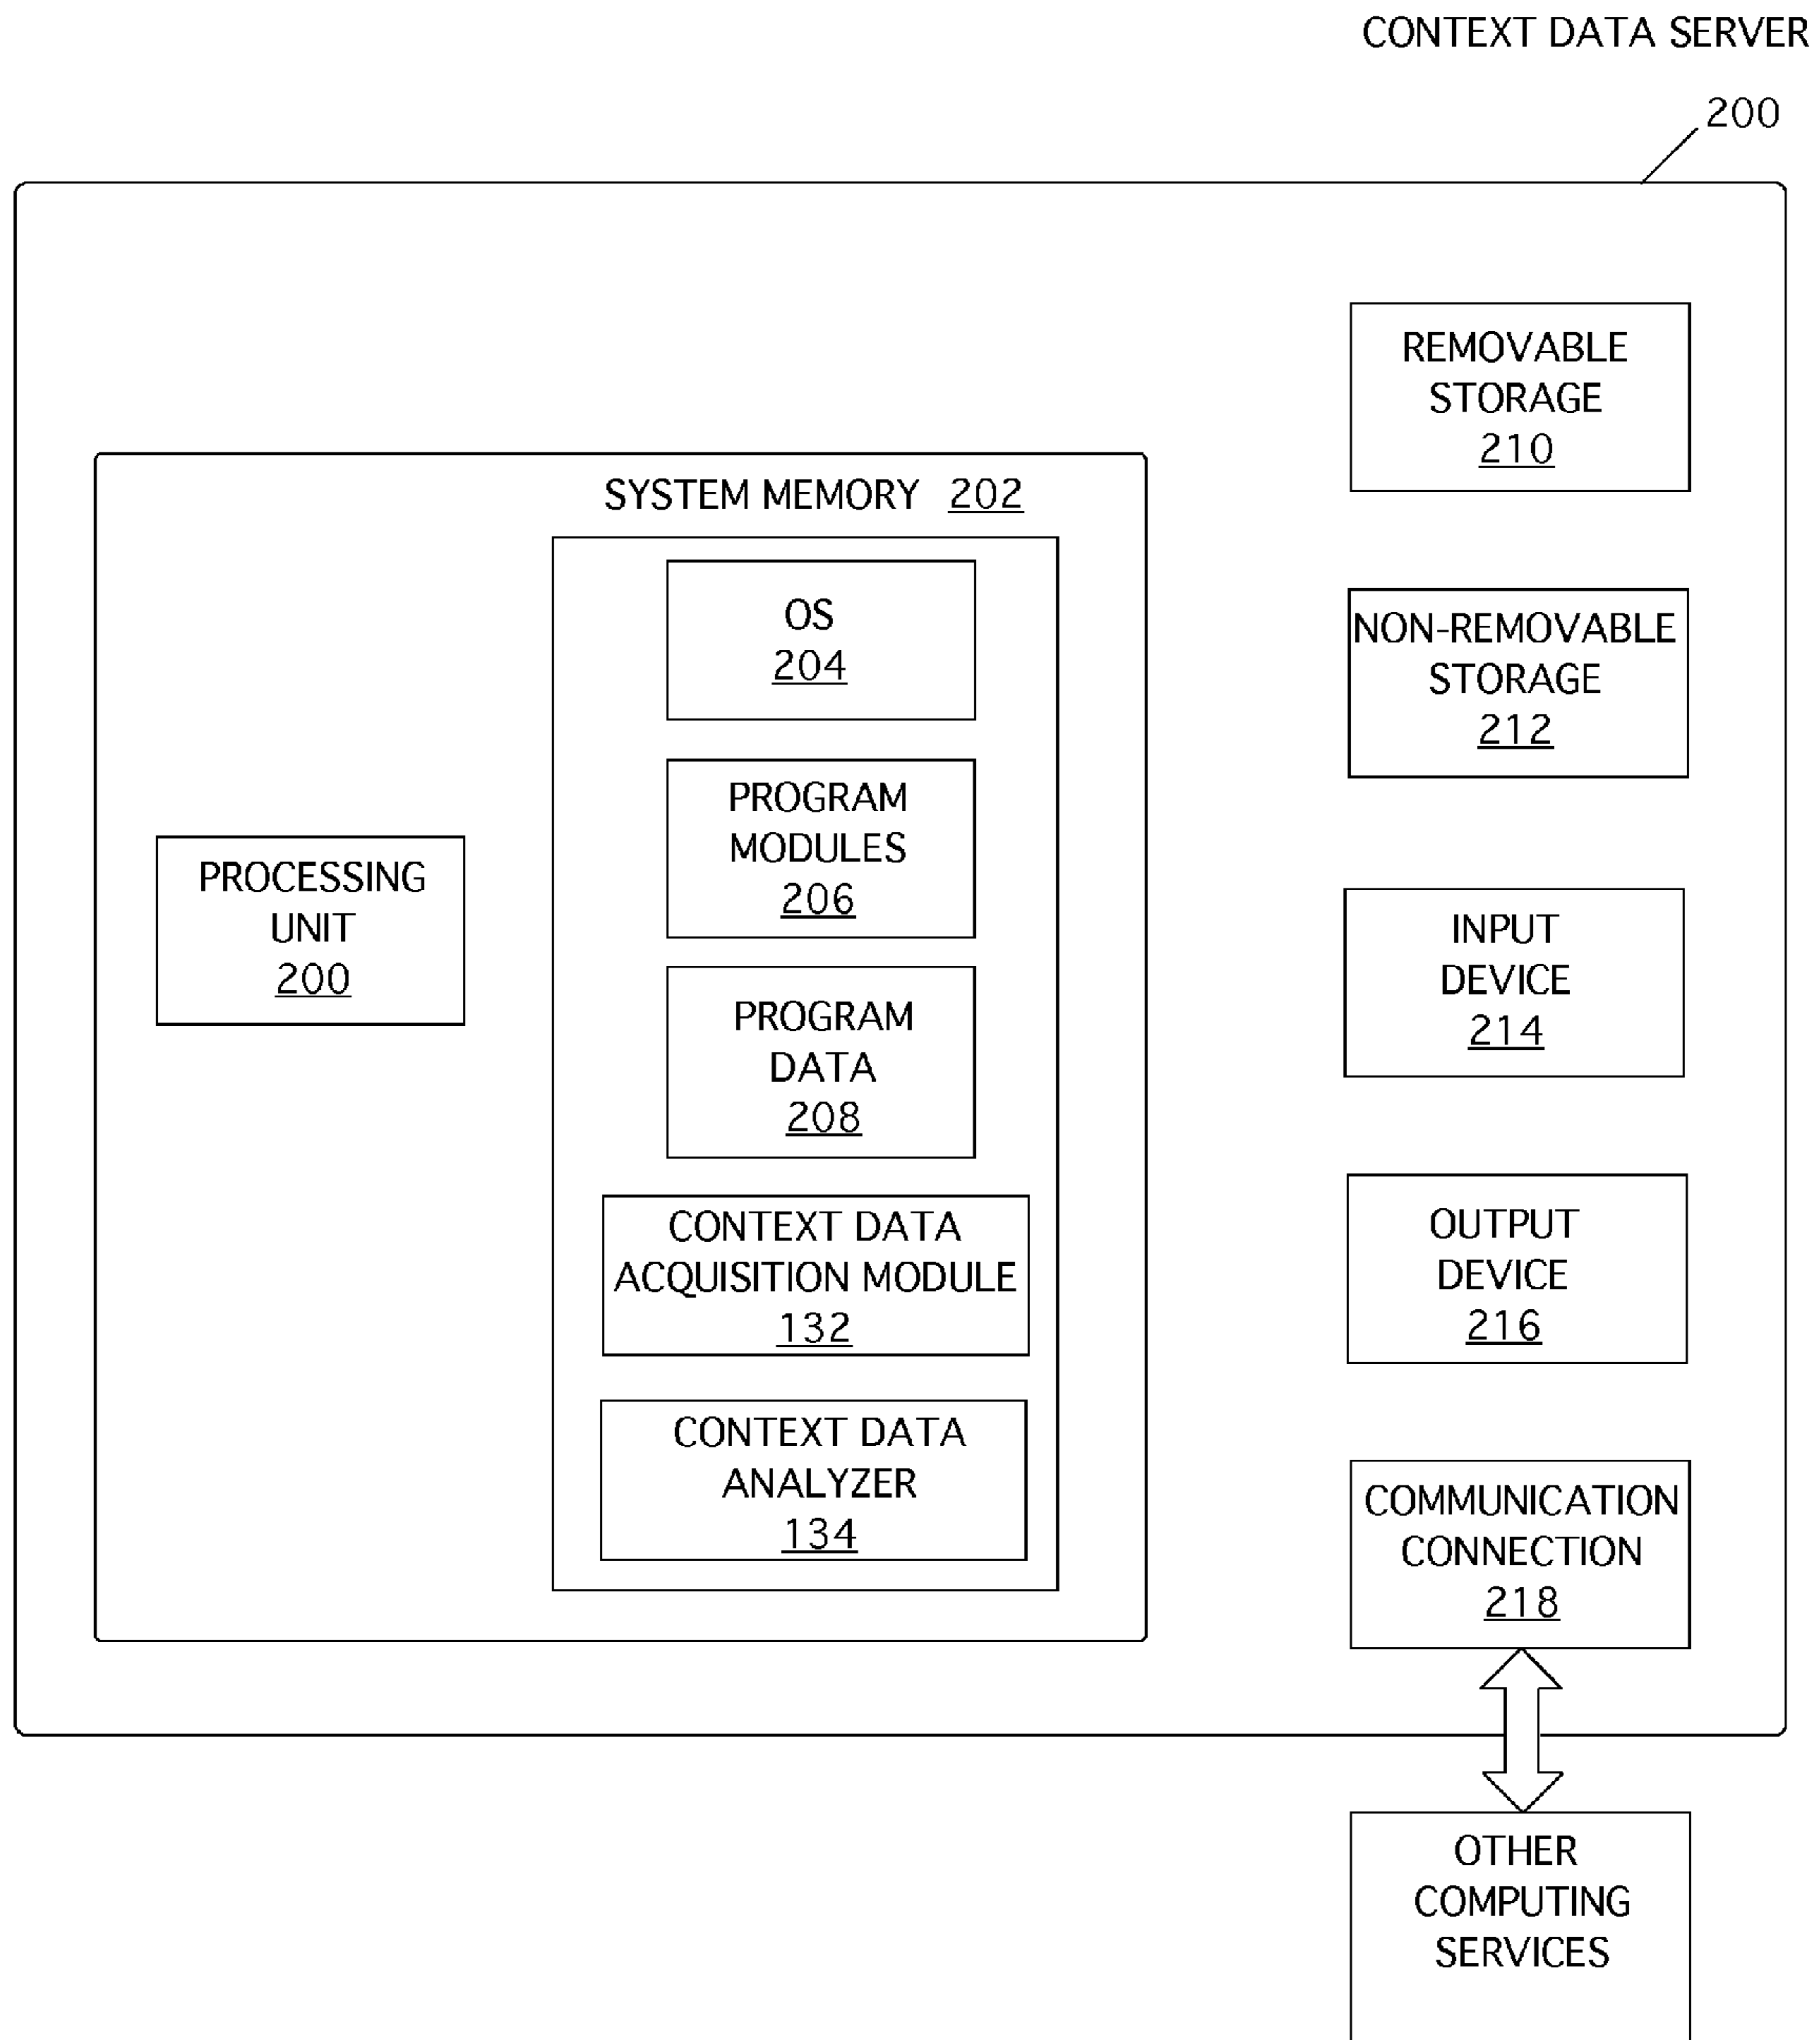 CONTEXT DATA SERVER
200
REMOVABLE
STORAGE
210
SYSTEM MEMORY 202
OS
204
NON-REMOVABLE
STORAGE
212
PROGRAM
MODULES
206
PROCESSING
UNIT
200
INPUT
DEVICE
214
PROGRAM
DATA
208
CONTEXT DATA
ACQUISITION MODULE
132
OUTPUT
DEVICE
216
CONTEXT DATA
ANALYZER
134
COMMUNICATION
CONNECTION
218
OTHER
COMPUTING
SERVICES